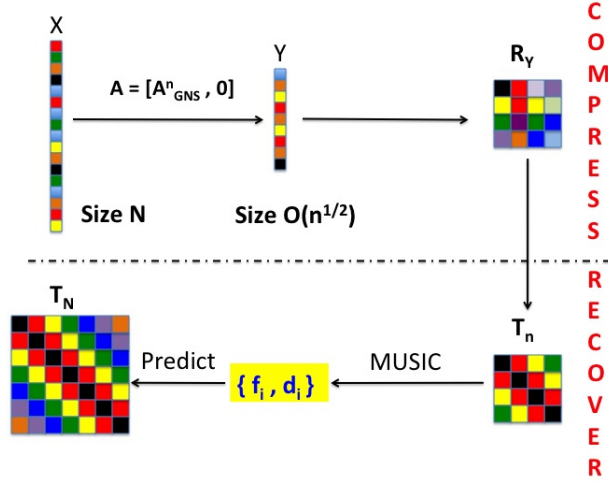 X
Y
R_Y
A = [A^n_GNS , 0]
Size N
Size O(n^1/2)
COMPRESS
T_N
T_n
Predict
{ f_i , d_i }
MUSIC
RECOVER